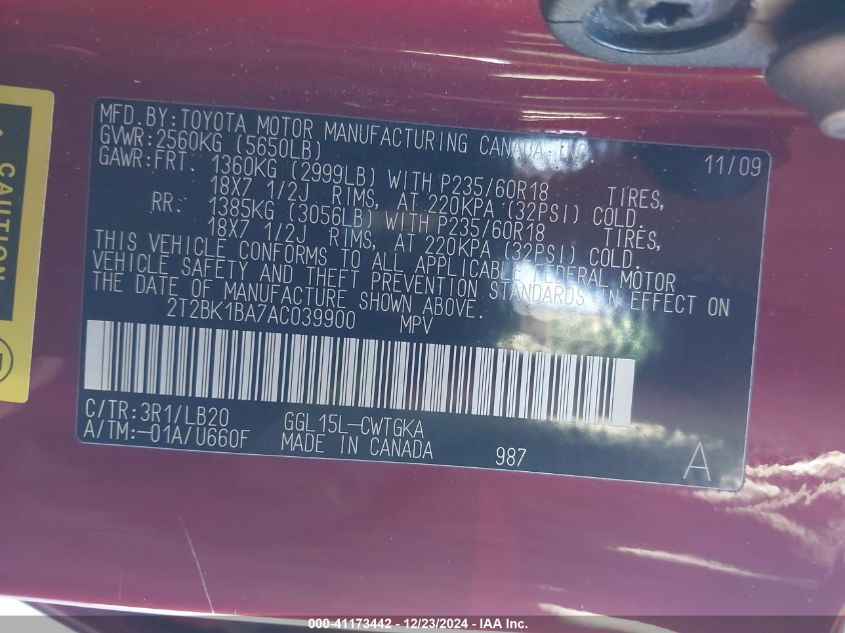 MFD. BY: TOYOTA MOTOR MANUFACTURING CANADA INC.
11/09
GVWR: 2560KG (5650LB)
GAWR: FRT. 1360KG (2999LB) WITH P235/60R18 TIRES,
18X7 1/2J RIMS, AT 220KPA (32PSI) COLD.
RR: 1385KG (3056LB) WITH P235/60R18 TIRES,
18X7 1/2J RIMS, AT 220KPA (32PSI) COLD.
THIS VEHICLE CONFORMS TO ALL APPLICABLE FEDERAL MOTOR
VEHICLE SAFETY AND THEFT PREVENTION STANDARDS IN EFFECT ON
THE DATE OF MANUFACTURE SHOWN ABOVE.
2T2BK1BA7AC039900 MPV
C/TR: 3R1/LB20 GGL15L-CWTGKA
A/TM: -01A/U660F MADE IN CANADA 987 A
CAUTION
000-41173442 - 12/23/2024 - IAA Inc.